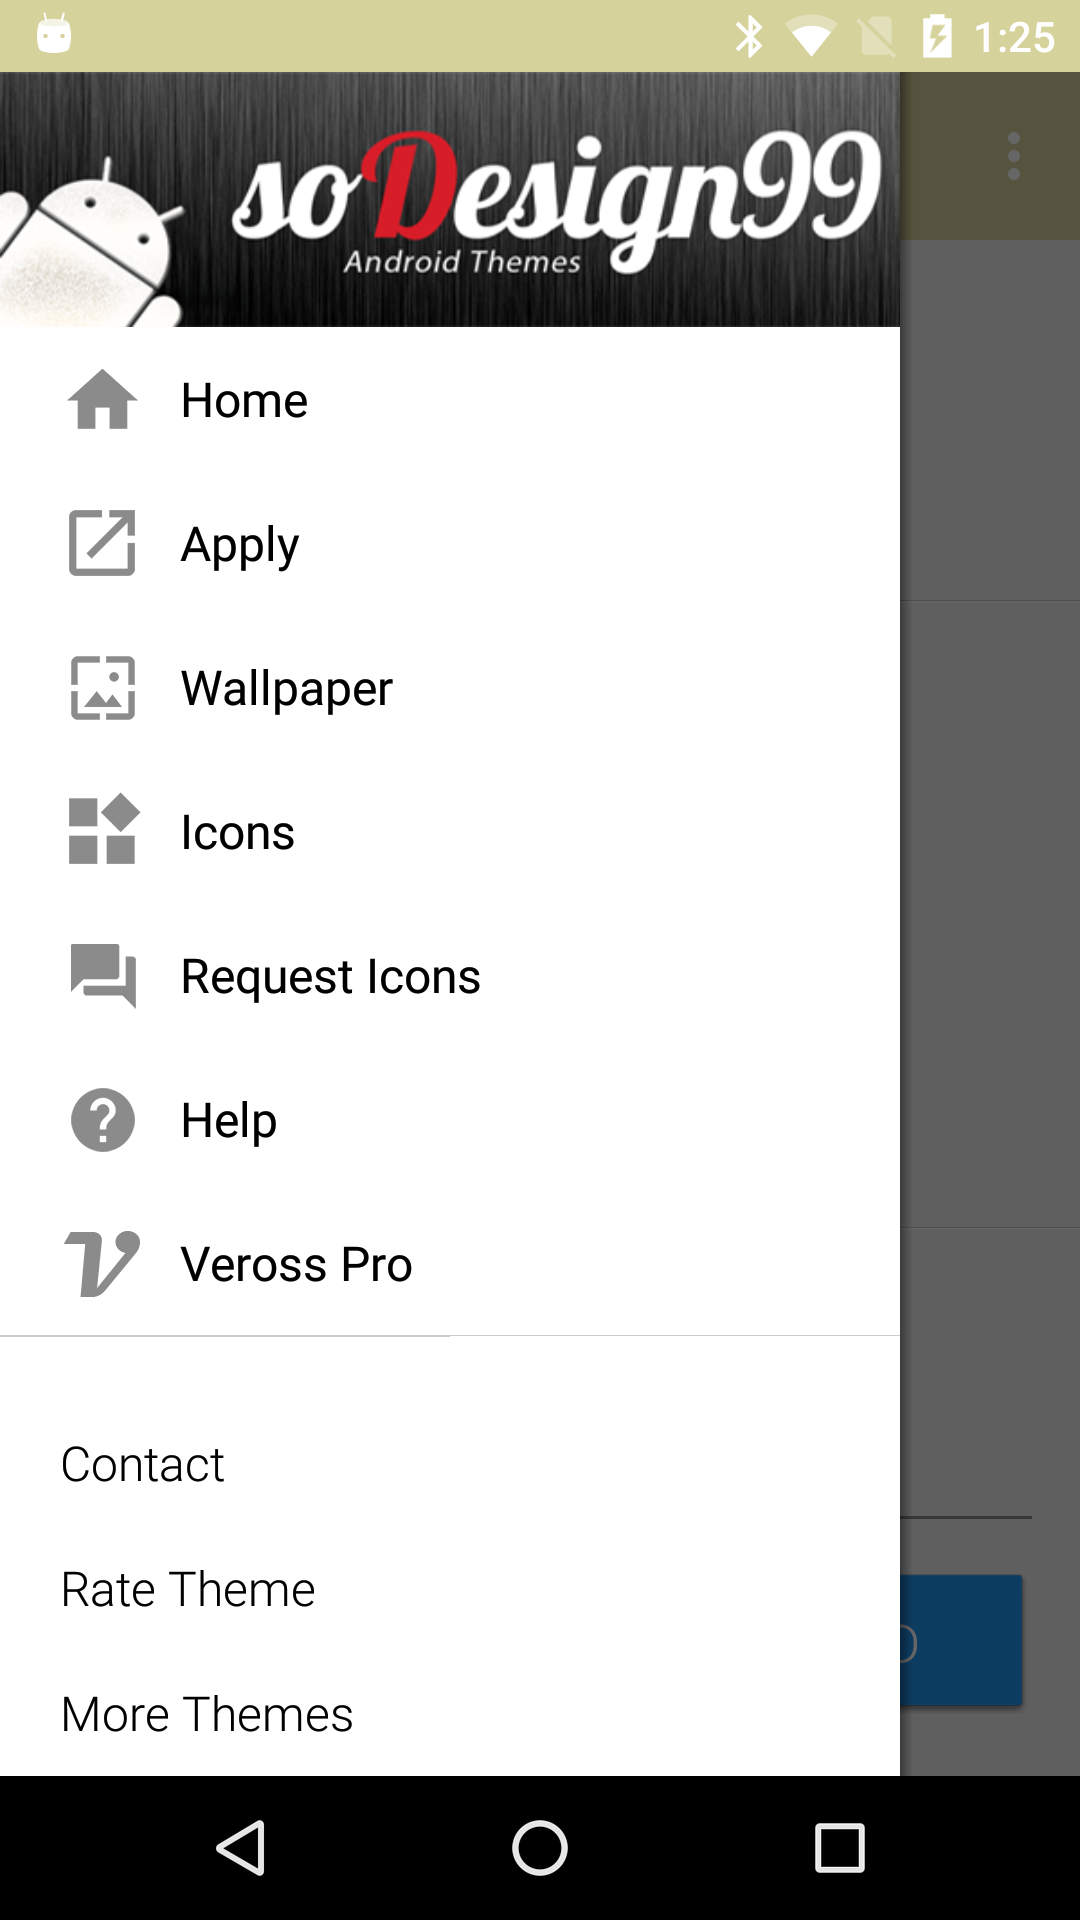 1:25
soDesign99
Android Themes
Home
Apply
Wallpaper
Icons
Request Icons
Help
Veross Pro
Contact
Rate Theme
More Themes